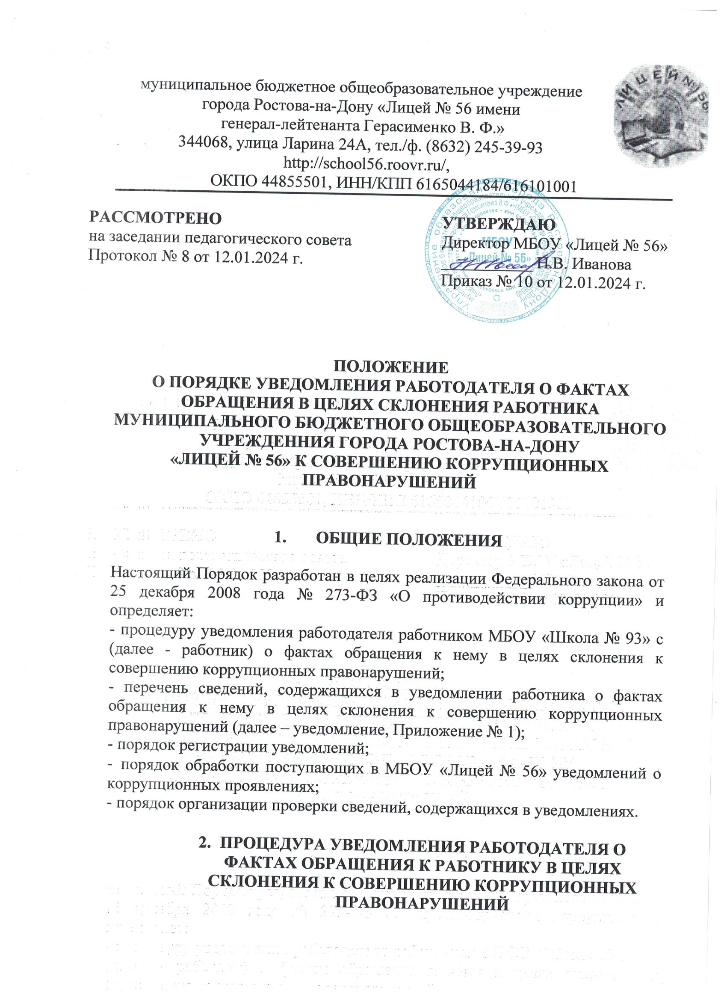 муниципальное бюджетное общеобразовательное учреждение
города Ростова-на-Дону «Лицей № 56 имени
генерал-лейтенанта Герасименко В. Ф.»
344068, улица Ларина 24А, тел./ф. (8632) 245-39-93
http://school56.roovr.ru/,
ОКПО 44855501, ИНН/КПП 6165044184/616101001
ЛИЦЕЙ № 56
РАССМОТРЕНО
на заседании педагогического совета
Протокол № 8 от 12.01.2024 г.
УТВЕРЖДАЮ
Директор МБОУ «Лицей № 56»
Н.В. Иванова
Приказ № 10 от 12.01.2024 г.
МБОУ
«Лицей № 56»
ПОЛОЖЕНИЕ
О ПОРЯДКЕ УВЕДОМЛЕНИЯ РАБОТОДАТЕЛЯ О ФАКТАХ
ОБРАЩЕНИЯ В ЦЕЛЯХ СКЛОНЕНИЯ РАБОТНИКА
МУНИЦИПАЛЬНОГО БЮДЖЕТНОГО ОБЩЕОБРАЗОВАТЕЛЬНОГО
УЧРЕЖДЕННИЯ ГОРОДА РОСТОВА-НА-ДОНУ
«ЛИЦЕЙ № 56» К СОВЕРШЕНИЮ КОРРУПЦИОННЫХ
ПРАВОНАРУШЕНИЙ
1. ОБЩИЕ ПОЛОЖЕНИЯ
Настоящий Порядок разработан в целях реализации Федерального закона от
25 декабря 2008 года № 273-ФЗ «О противодействии коррупции» и
определяет:
- процедуру уведомления работодателя работником МБОУ «Школа № 93» с
(далее - работник) о фактах обращения к нему в целях склонения к
совершению коррупционных правонарушений;
- перечень сведений, содержащихся в уведомлении работника о фактах
обращения к нему в целях склонения к совершению коррупционных
правонарушений (далее – уведомление, Приложение № 1);
- порядок регистрации уведомлений;
- порядок обработки поступающих в МБОУ «Лицей № 56» уведомлений о
коррупционных проявлениях;
- порядок организации проверки сведений, содержащихся в уведомлениях.
2. ПРОЦЕДУРА УВЕДОМЛЕНИЯ РАБОТОДАТЕЛЯ О
ФАКТАХ ОБРАЩЕНИЯ К РАБОТНИКУ В ЦЕЛЯХ
СКЛОНЕНИЯ К СОВЕРШЕНИЮ КОРРУПЦИОННЫХ
ПРАВОНАРУШЕНИЙ